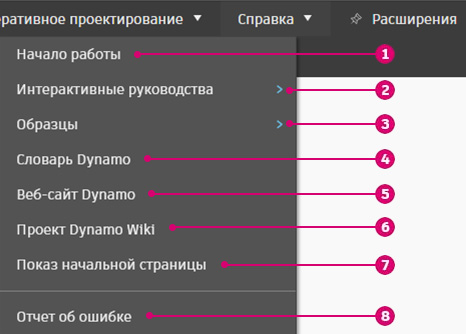 еративное проектирование Справка Расширения
Начало работы 1
Интерактивные руководства 2
Образцы 3
Словарь Dynamo 4
Веб-сайт Dynamo 5
Проект Dynamo Wiki 6
Показ начальной страницы 7
Отчет об ошибке 8